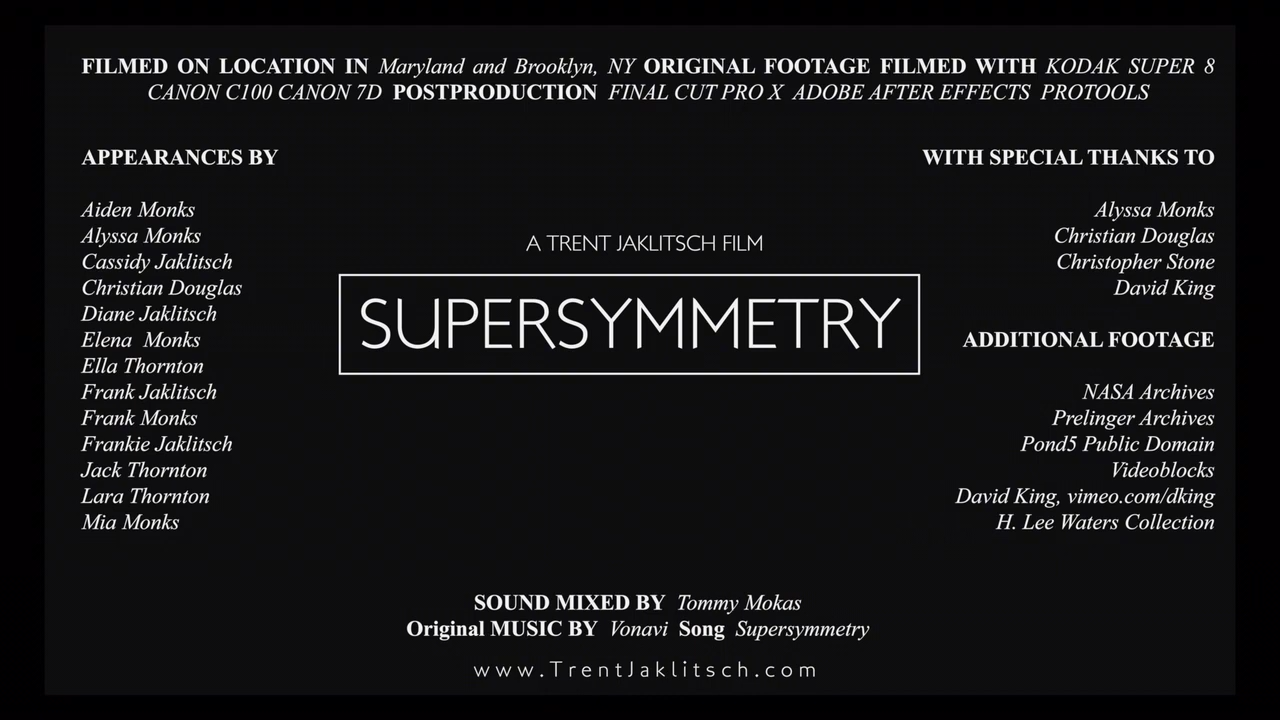 FILMED ON LOCATION IN Maryland and Brooklyn, NY ORIGINAL FOOTAGE FILMED WITH KODAK SUPER 8
CANON C100 CANON 7D POSTPRODUCTION FINAL CUT PRO X ADOBE AFTER EFFECTS PROTOOLS
APPEARANCES BY
Aiden Monks
Alyssa Monks
Cassidy Jaklitsch
Christian Douglas
Diane Jaklitsch
Elena Monks
Ella Thornton
Frank Jaklitsch
Frank Monks
Frankie Jaklitsch
Jack Thornton
Lara Thornton
Mia Monks
A TRENT JAKLITSCH FILM
SUPERSYMMETRY
WITH SPECIAL THANKS TO
Alyssa Monks
Christian Douglas
Christopher Stone
David King
ADDITIONAL FOOTAGE
NASA Archives
Prelinger Archives
Pond5 Public Domain
Videoblocks
David King, vimeo.com/dking
H. Lee Waters Collection
SOUND MIXED BY Tommy Mokas
Original MUSIC BY Vonavi Song Supersymmetry
www.TrentJaklitsch.com